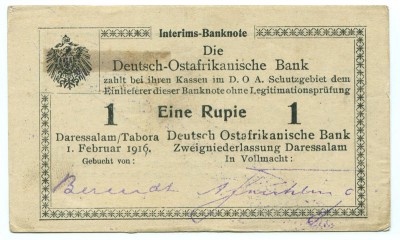 Interims-Banknote
Die
Deutsch-Ostafrikanische Bank
zahlt bei ihren Kassen im D. O. A. Schutzgebiet dem
Einlieferer dieser Banknote ohne Legitimationsprüfung
1 Eine Rupie 1
Daressalam/Tabora
1. Februar 1916.
Gebucht von:
Deutsch Ostafrikanische Bank
Zweigniederlassung Daressalam
In Vollmacht:
Berendt